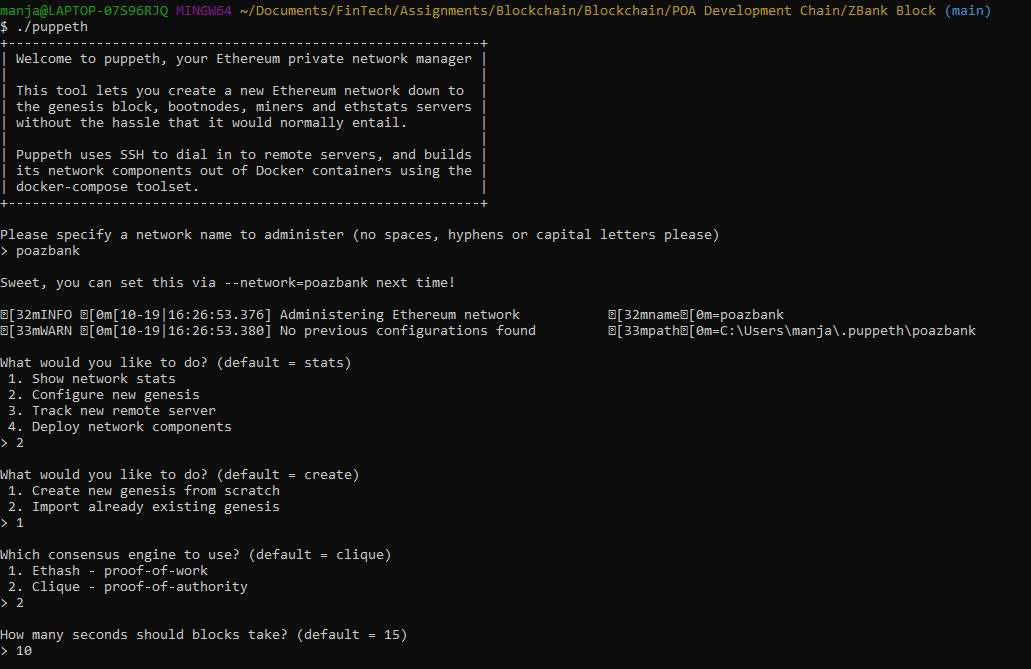 manja@LAPTOP-07S96RJQ MINGW64 ~/Documents/FinTech/Assignments/Blockchain/Blockchain/POA Development Chain/ZBank Block (main)
$ ./puppeth
+-----------------------------------------------------------+
| Welcome to puppeth, your Ethereum private network manager |
|                                                           |
| This tool lets you create a new Ethereum network down to  |
| the genesis block, bootnodes, miners and ethstats servers |
| without the hassle that it would normally entail.         |
|                                                           |
| Puppeth uses SSH to dial in to remote servers, and builds |
| its network components out of Docker containers using the |
| docker-compose toolset.                                   |
+-----------------------------------------------------------+
Please specify a network name to administer (no spaces, hyphens or capital letters please)
> poazbank
Sweet, you can set this via --network=poazbank next time!
[32mINFO [0m[10-19|16:26:53.376] Administering Ethereum network           [32mname[0m=poazbank
[33mWARN [0m[10-19|16:26:53.380] No previous configurations found         [33mpath[0m=C:\Users\manja\.puppeth\poazbank
What would you like to do? (default = stats)
1. Show network stats
2. Configure new genesis
3. Track new remote server
4. Deploy network components
> 2
What would you like to do? (default = create)
1. Create new genesis from scratch
2. Import already existing genesis
> 1
Which consensus engine to use? (default = clique)
1. Ethash - proof-of-work
2. Clique - proof-of-authority
> 2
How many seconds should blocks take? (default = 15)
> 10